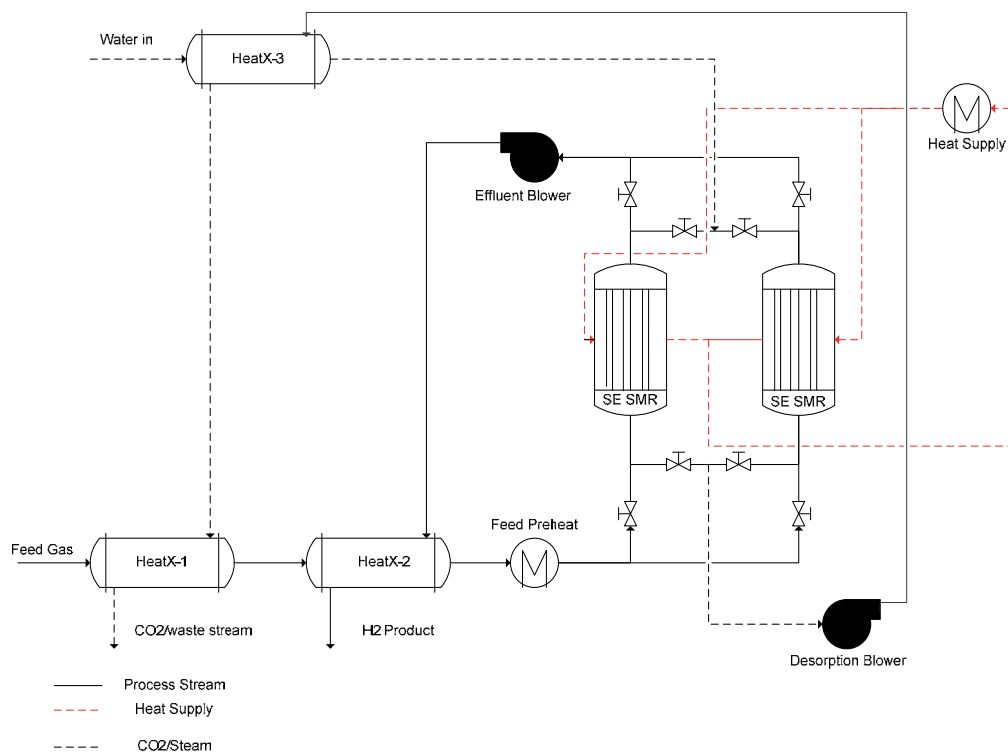 Water in
HeatX-3
Heat Supply
Effluent Blower
SE SMR
SE SMR
Feed Preheat
Feed Gas
HeatX-1
HeatX-2
CO2/waste stream
H2 Product
Desorption Blower
Process Stream
Heat Supply
CO2/Steam